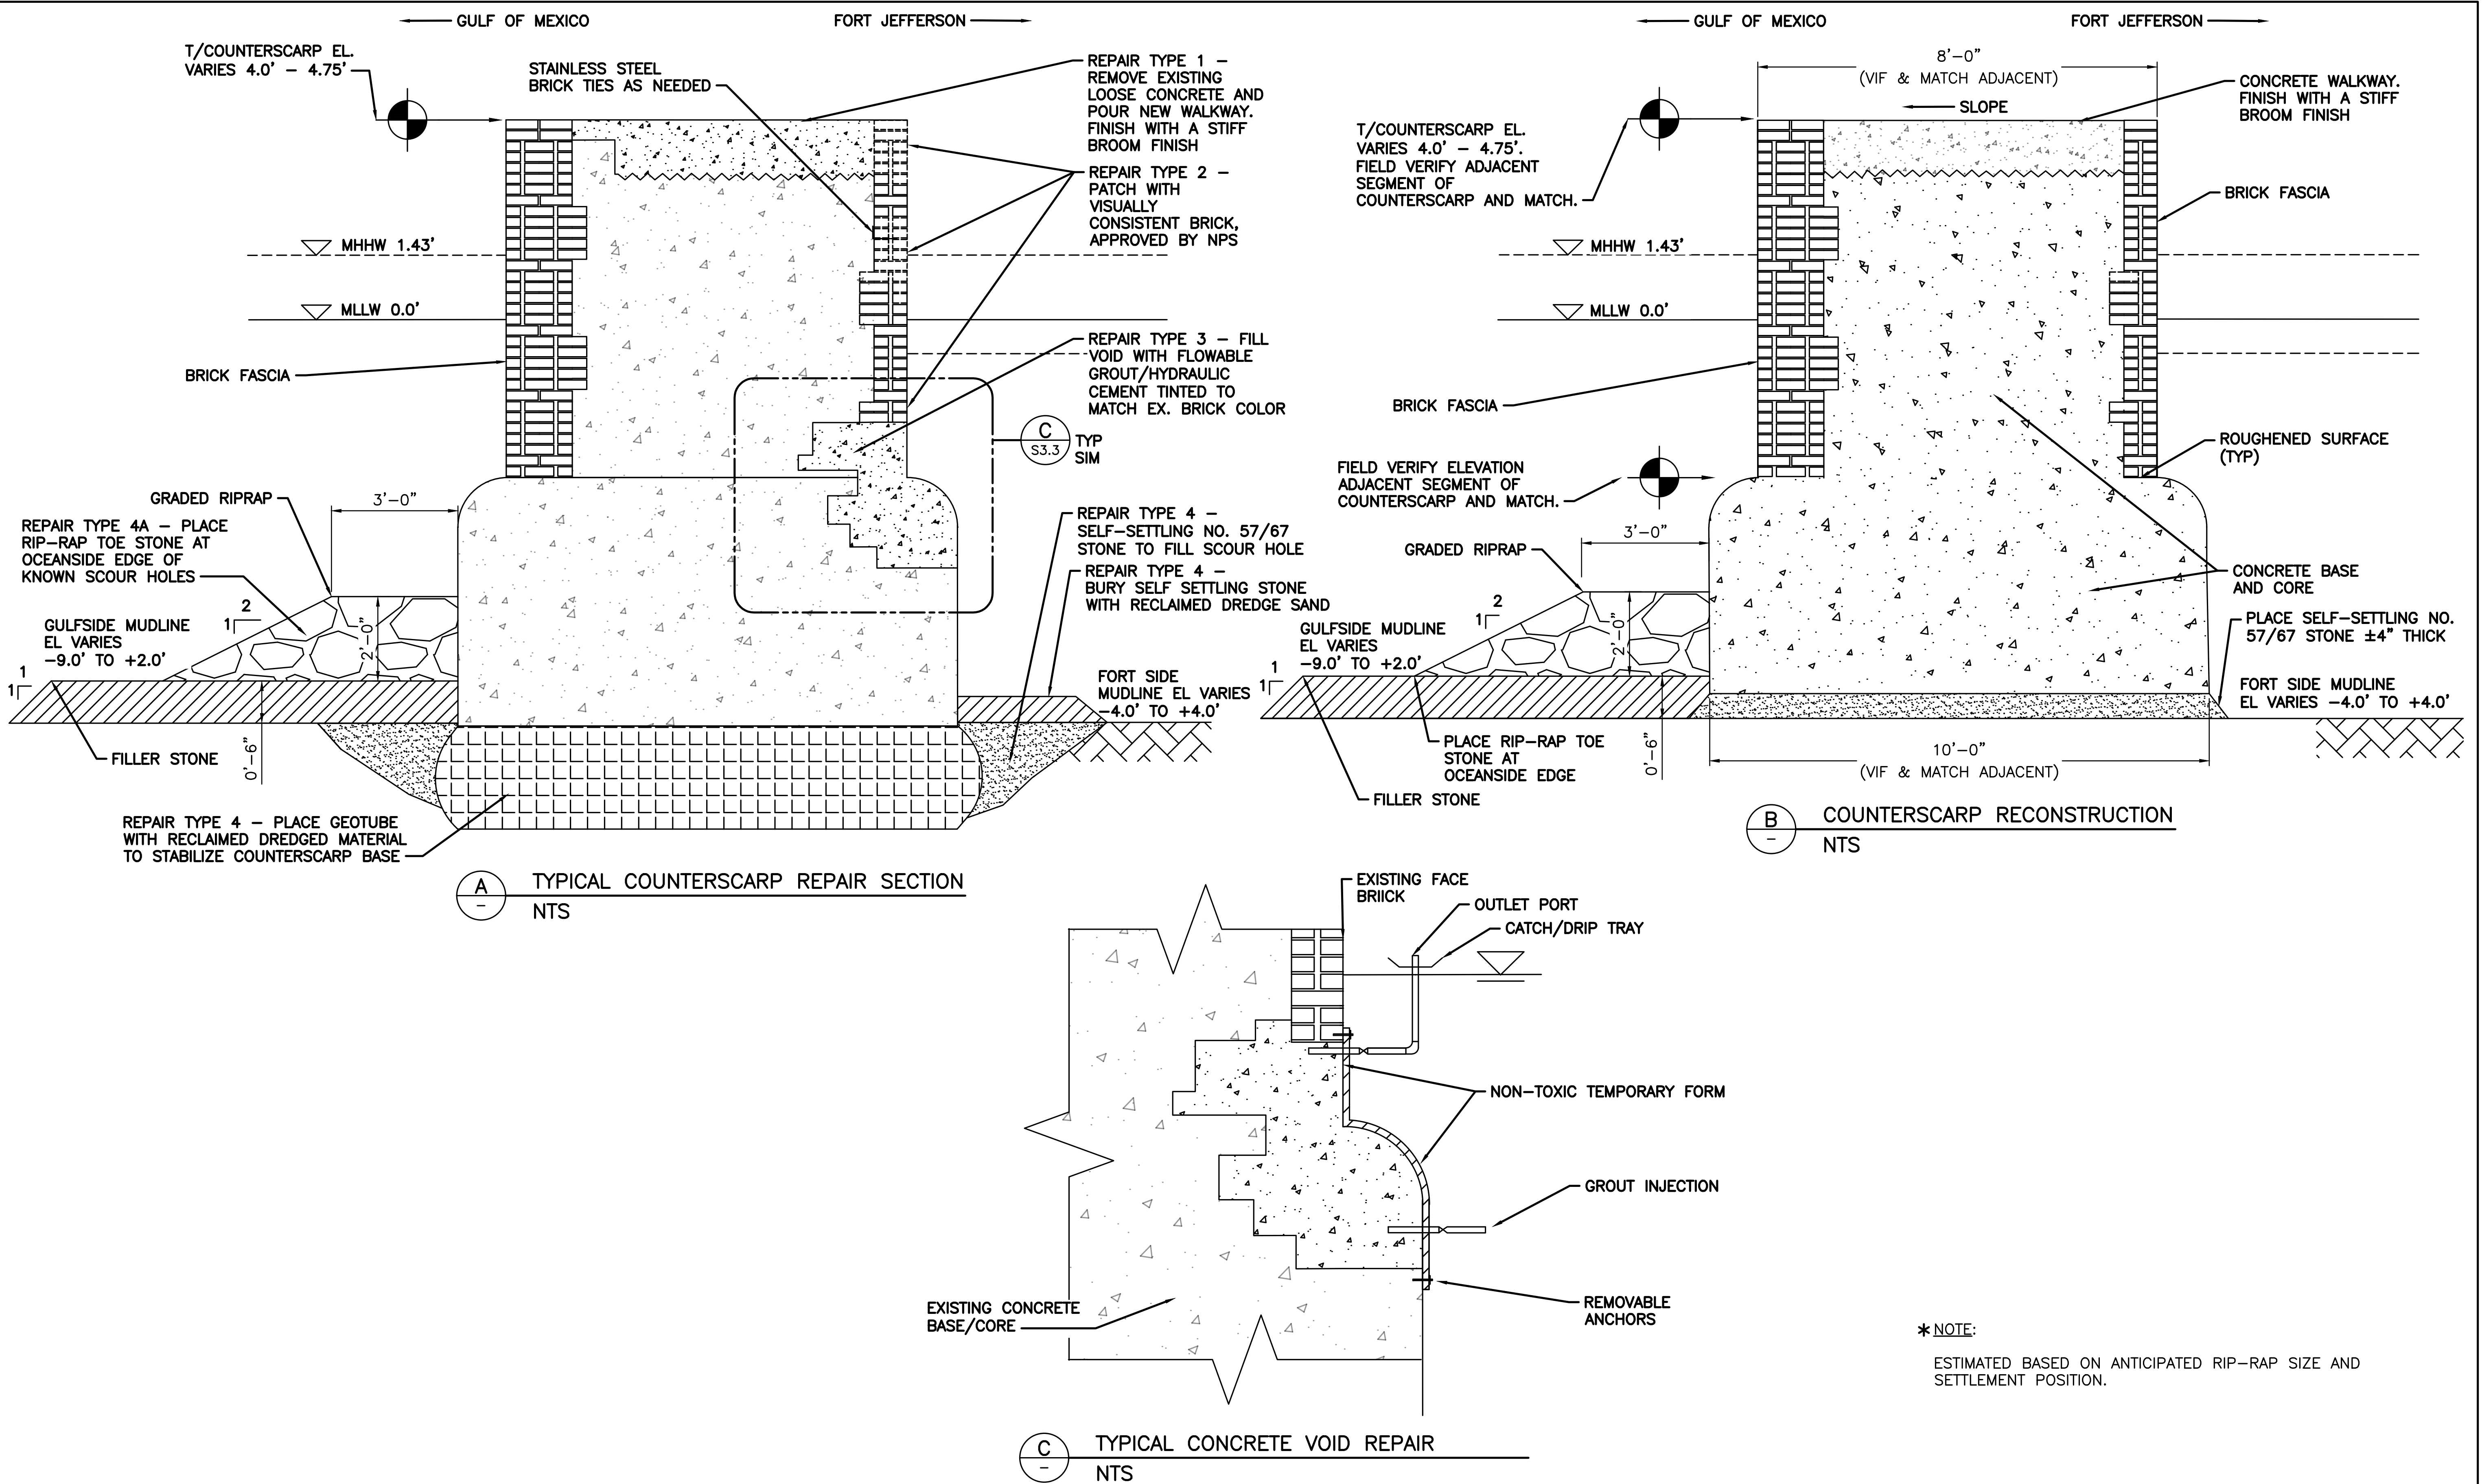 GULF OF MEXICO
FORT JEFFERSON
T/COUNTERSCARP EL.
VARIES 4.0' - 4.75'
STAINLESS STEEL
BRICK TIES AS NEEDED
REPAIR TYPE 1 -
REMOVE EXISTING
LOOSE CONCRETE AND
POUR NEW WALKWAY.
FINISH WITH A STIFF
BROOM FINISH
REPAIR TYPE 2 -
PATCH WITH
VISUALLY
CONSISTENT BRICK,
APPROVED BY NPS
MHHW 1.43'
MLLW 0.0'
BRICK FASCIA
REPAIR TYPE 3 - FILL
VOID WITH FLOWABLE
GROUT/HYDRAULIC
CEMENT TINTED TO
MATCH EX. BRICK COLOR
C
S3.3
TYP
SIM
GRADED RIPRAP
3'-0"
REPAIR TYPE 4A - PLACE
RIP-RAP TOE STONE AT
OCEANSIDE EDGE OF
KNOWN SCOUR HOLES
2
1
GULFSIDE MUDLINE
EL VARIES
-9.0' TO +2.0'
2'-0"
1
1
FILLER STONE
0'-6"
REPAIR TYPE 4 -
SELF-SETTLING NO. 57/67
STONE TO FILL SCOUR HOLE
REPAIR TYPE 4 -
BURY SELF SETTLING STONE
WITH RECLAIMED DREDGE SAND
FORT SIDE
MUDLINE EL VARIES
-4.0' TO +4.0'
REPAIR TYPE 4 - PLACE GEOTUBE
WITH RECLAIMED DREDGED MATERIAL
TO STABILIZE COUNTERSCARP BASE
A
-
TYPICAL COUNTERSCARP REPAIR SECTION
NTS
GULF OF MEXICO
FORT JEFFERSON
8'-0"
(VIF & MATCH ADJACENT)
SLOPE
CONCRETE WALKWAY.
FINISH WITH A STIFF
BROOM FINISH
T/COUNTERSCARP EL.
VARIES 4.0' - 4.75'.
FIELD VERIFY ADJACENT
SEGMENT OF
COUNTERSCARP AND MATCH.
BRICK FASCIA
MHHW 1.43'
MLLW 0.0'
BRICK FASCIA
ROUGHENED SURFACE
(TYP)
FIELD VERIFY ELEVATION
ADJACENT SEGMENT OF
COUNTERSCARP AND MATCH.
3'-0"
GRADED RIPRAP
CONCRETE BASE
AND CORE
2
1
GULFSIDE MUDLINE
EL VARIES
-9.0' TO +2.0'
2'-0"
1
1
PLACE SELF-SETTLING NO.
57/67 STONE ±4" THICK
FORT SIDE MUDLINE
EL VARIES -4.0' TO +4.0'
PLACE RIP-RAP TOE
STONE AT
OCEANSIDE EDGE
0'-6"
10'-0"
(VIF & MATCH ADJACENT)
FILLER STONE
B
-
COUNTERSCARP RECONSTRUCTION
NTS
EXISTING FACE
BRIICK
OUTLET PORT
CATCH/DRIP TRAY
NON-TOXIC TEMPORARY FORM
GROUT INJECTION
EXISTING CONCRETE
BASE/CORE
REMOVABLE
ANCHORS
C
-
TYPICAL CONCRETE VOID REPAIR
NTS
* NOTE:
ESTIMATED BASED ON ANTICIPATED RIP-RAP SIZE AND
SETTLEMENT POSITION.